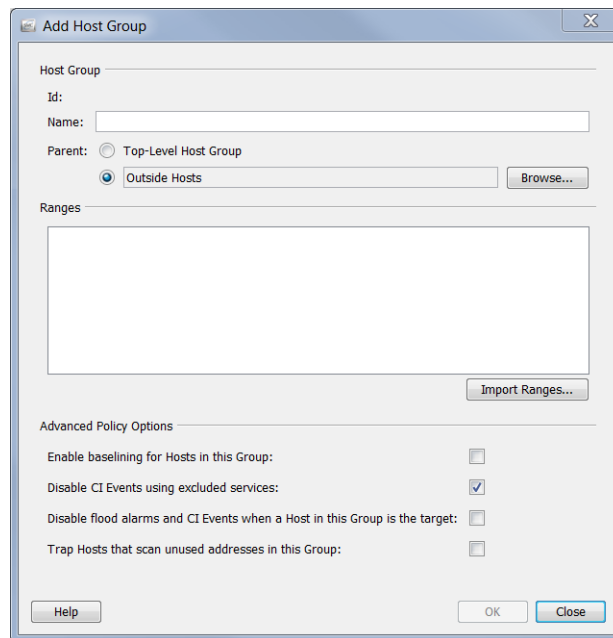 Add Host Group
Host Group
Id:
Name:
Parent: Top-Level Host Group
Outside Hosts Browse...
Ranges
Import Ranges...
Advanced Policy Options
Enable baselining for Hosts in this Group:
Disable CI Events using excluded services:
Disable flood alarms and CI Events when a Host in this Group is the target:
Trap Hosts that scan unused addresses in this Group:
Help OK Close